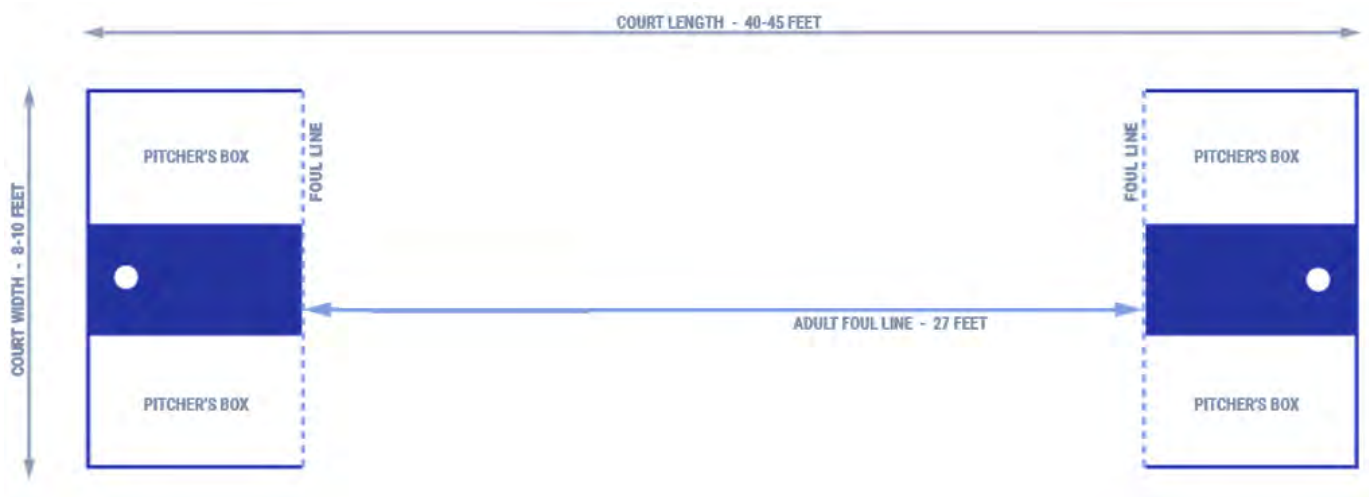 COURT LENGTH - 40-45 FEET
PITCHER'S BOX
FOUL LINE
FOUL LINE
PITCHER'S BOX
COURT WIDTH - 8-10 FEET
ADULT FOUL LINE - 27 FEET
PITCHER'S BOX
PITCHER'S BOX